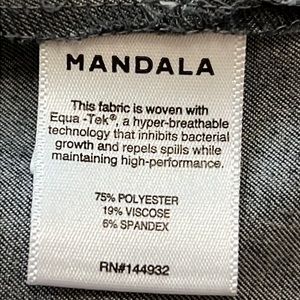 MANDALA
This fabric is woven with
Equa -Tek®, a hyper-breathable
technology that inhibits bacterial
growth and repels spills while
maintaining high-performance.
75% POLYESTER
19% VISCOSE
6% SPANDEX
RN#144932